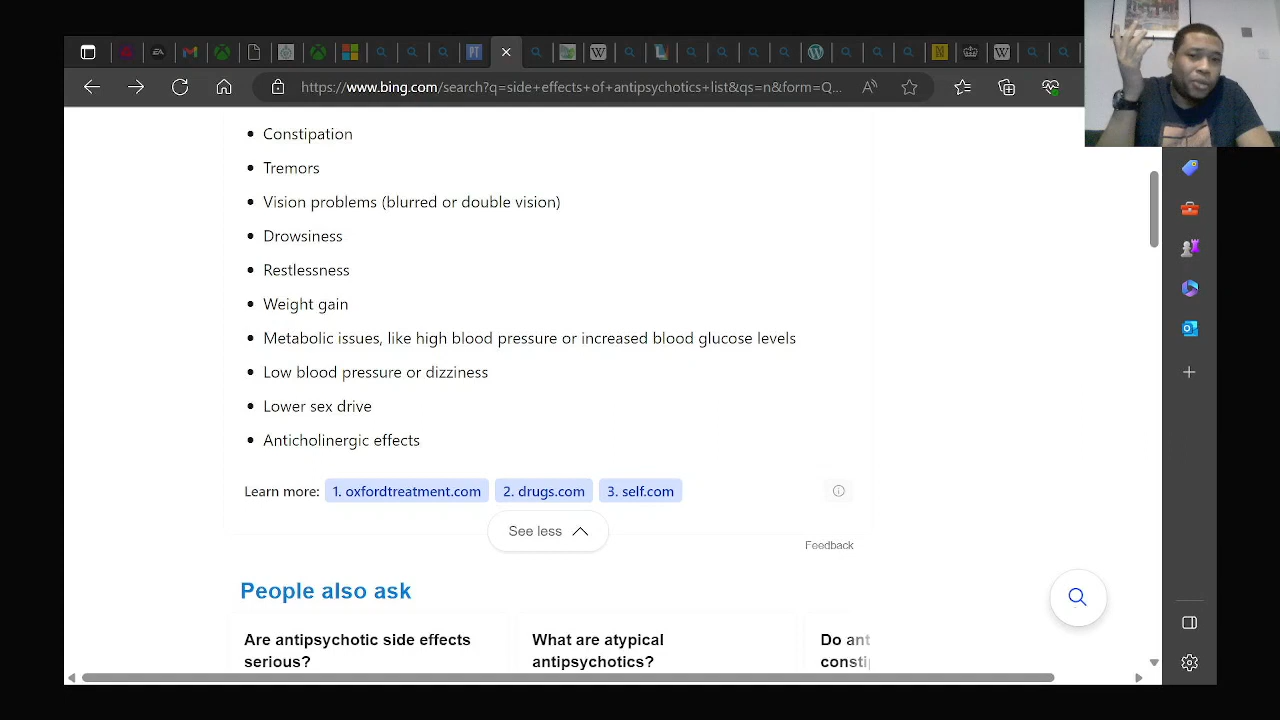 https://www.bing.com/search?q=side+effects+of+antipsychotics+list&qs=n&form=Q...
Constipation
Tremors
Vision problems (blurred or double vision)
Drowsiness
Restlessness
Weight gain
Metabolic issues, like high blood pressure or increased blood glucose levels
Low blood pressure or dizziness
Lower sex drive
Anticholinergic effects
Learn more: 1. oxfordtreatment.com 2. drugs.com 3. self.com
See less
Feedback
People also ask
Are antipsychotic side effects
serious?
What are atypical
antipsychotics?
Do ant
consti